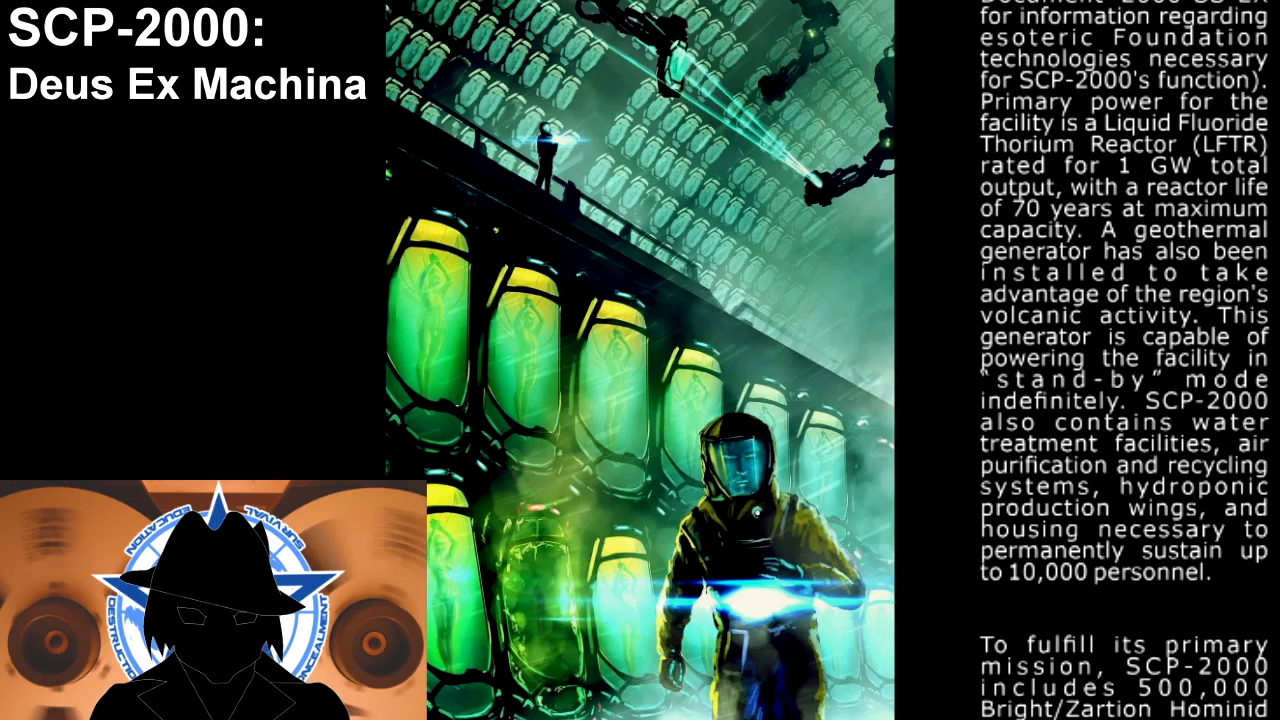 SCP-2000:
Deus Ex Machina
for information regarding
esoteric Foundation
technologies necessary
for SCP-2000's function).
Primary power for the
facility is a Liquid Fluoride
Thorium Reactor (LFTR)
rated for 1 GW total
output, with a reactor life
of 70 years at maximum
capacity. A geothermal
generator has also been
installed to take
advantage of the region's
volcanic activity. This
generator is capable of
powering the facility in
“stand-by” mode
indefinitely. SCP-2000
also contains water
treatment facilities, air
purification and recycling
systems, hydroponic
production wings, and
housing necessary to
permanently sustain up
to 10,000 personnel.
To fulfill its primary
mission, SCP-2000
includes 500,000
Bright/Zartion Hominid
EDUCATION
SURVIVAL